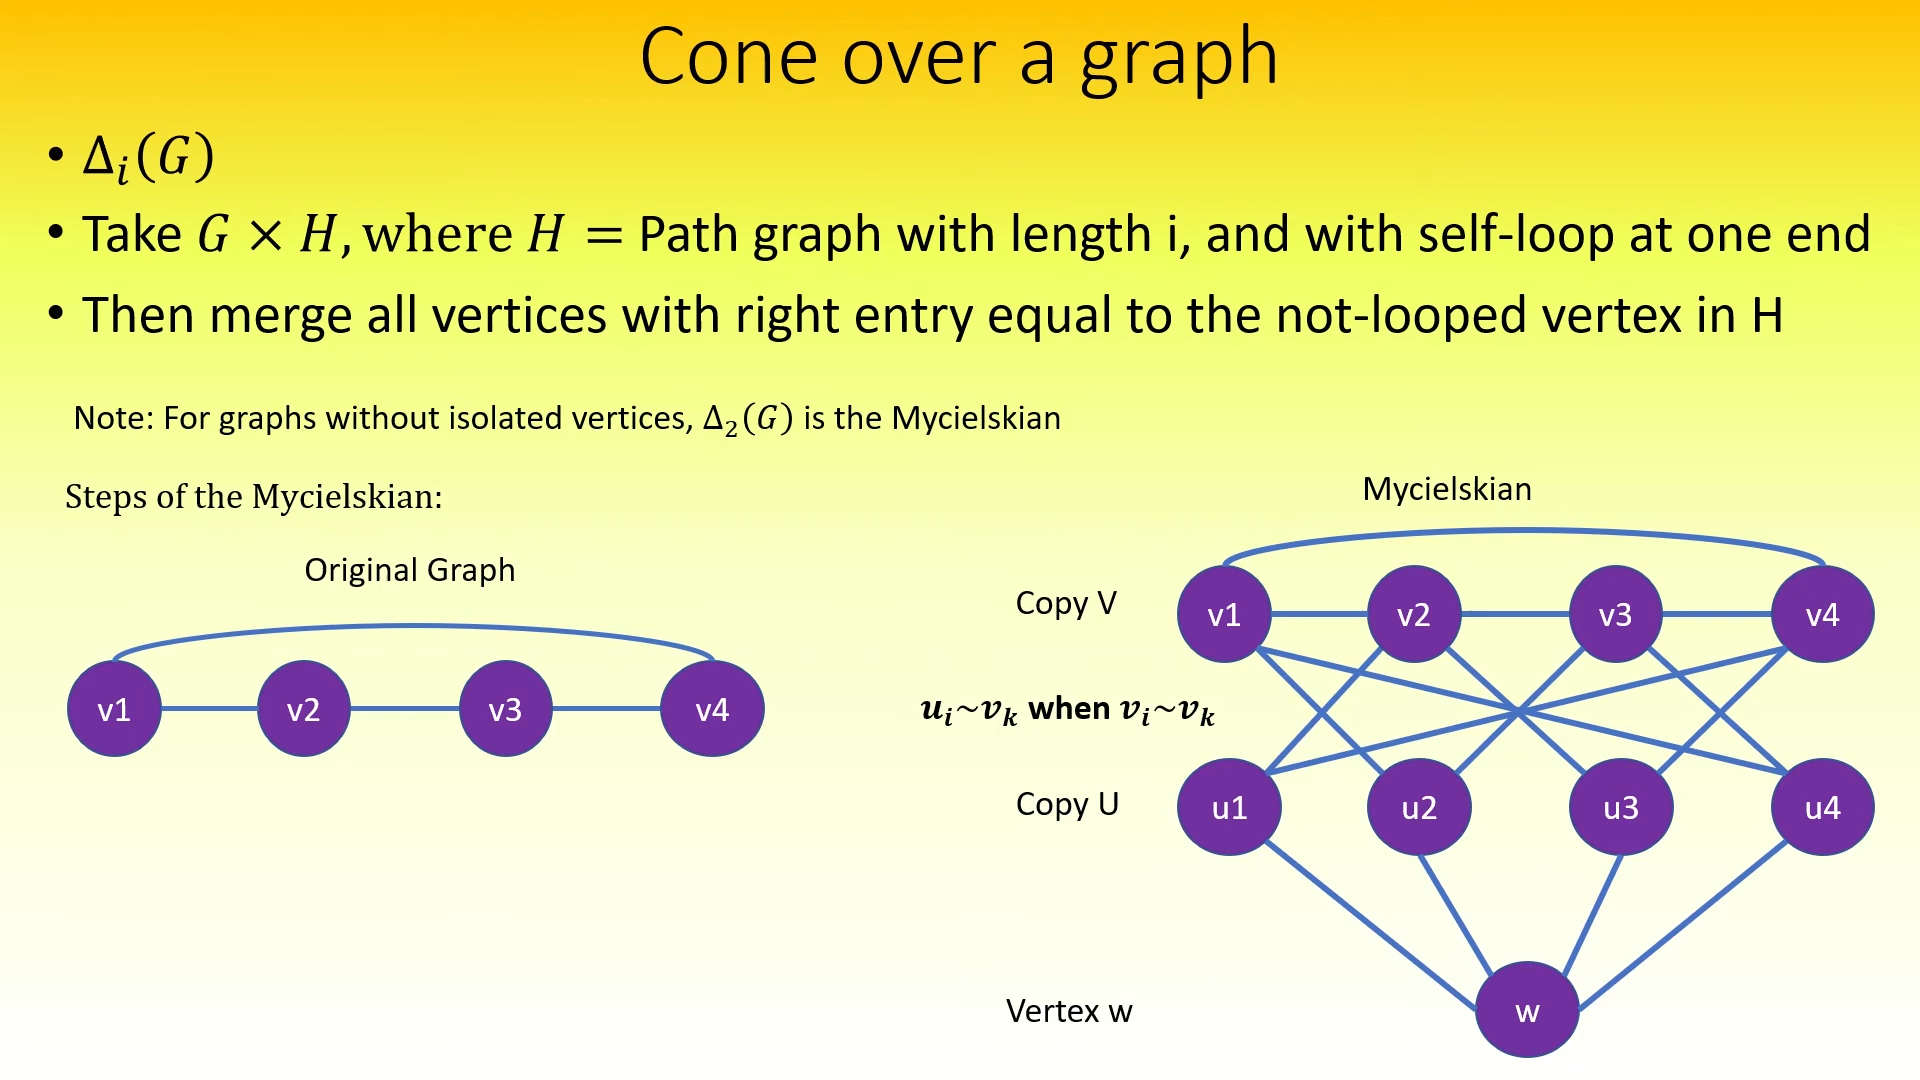 Cone over a graph
• Δᵢ(G)
• Take G × H, where H = Path graph with length i, and with self-loop at one end
• Then merge all vertices with right entry equal to the not-looped vertex in H
Note: For graphs without isolated vertices, Δ₂(G) is the Mycielskian
Steps of the Mycielskian:
Original Graph
v1 v2 v3 v4
Mycielskian
Copy V
v1 v2 v3 v4
uᵢ~vₖ when vᵢ~vₖ
Copy U
u1 u2 u3 u4
Vertex w
w